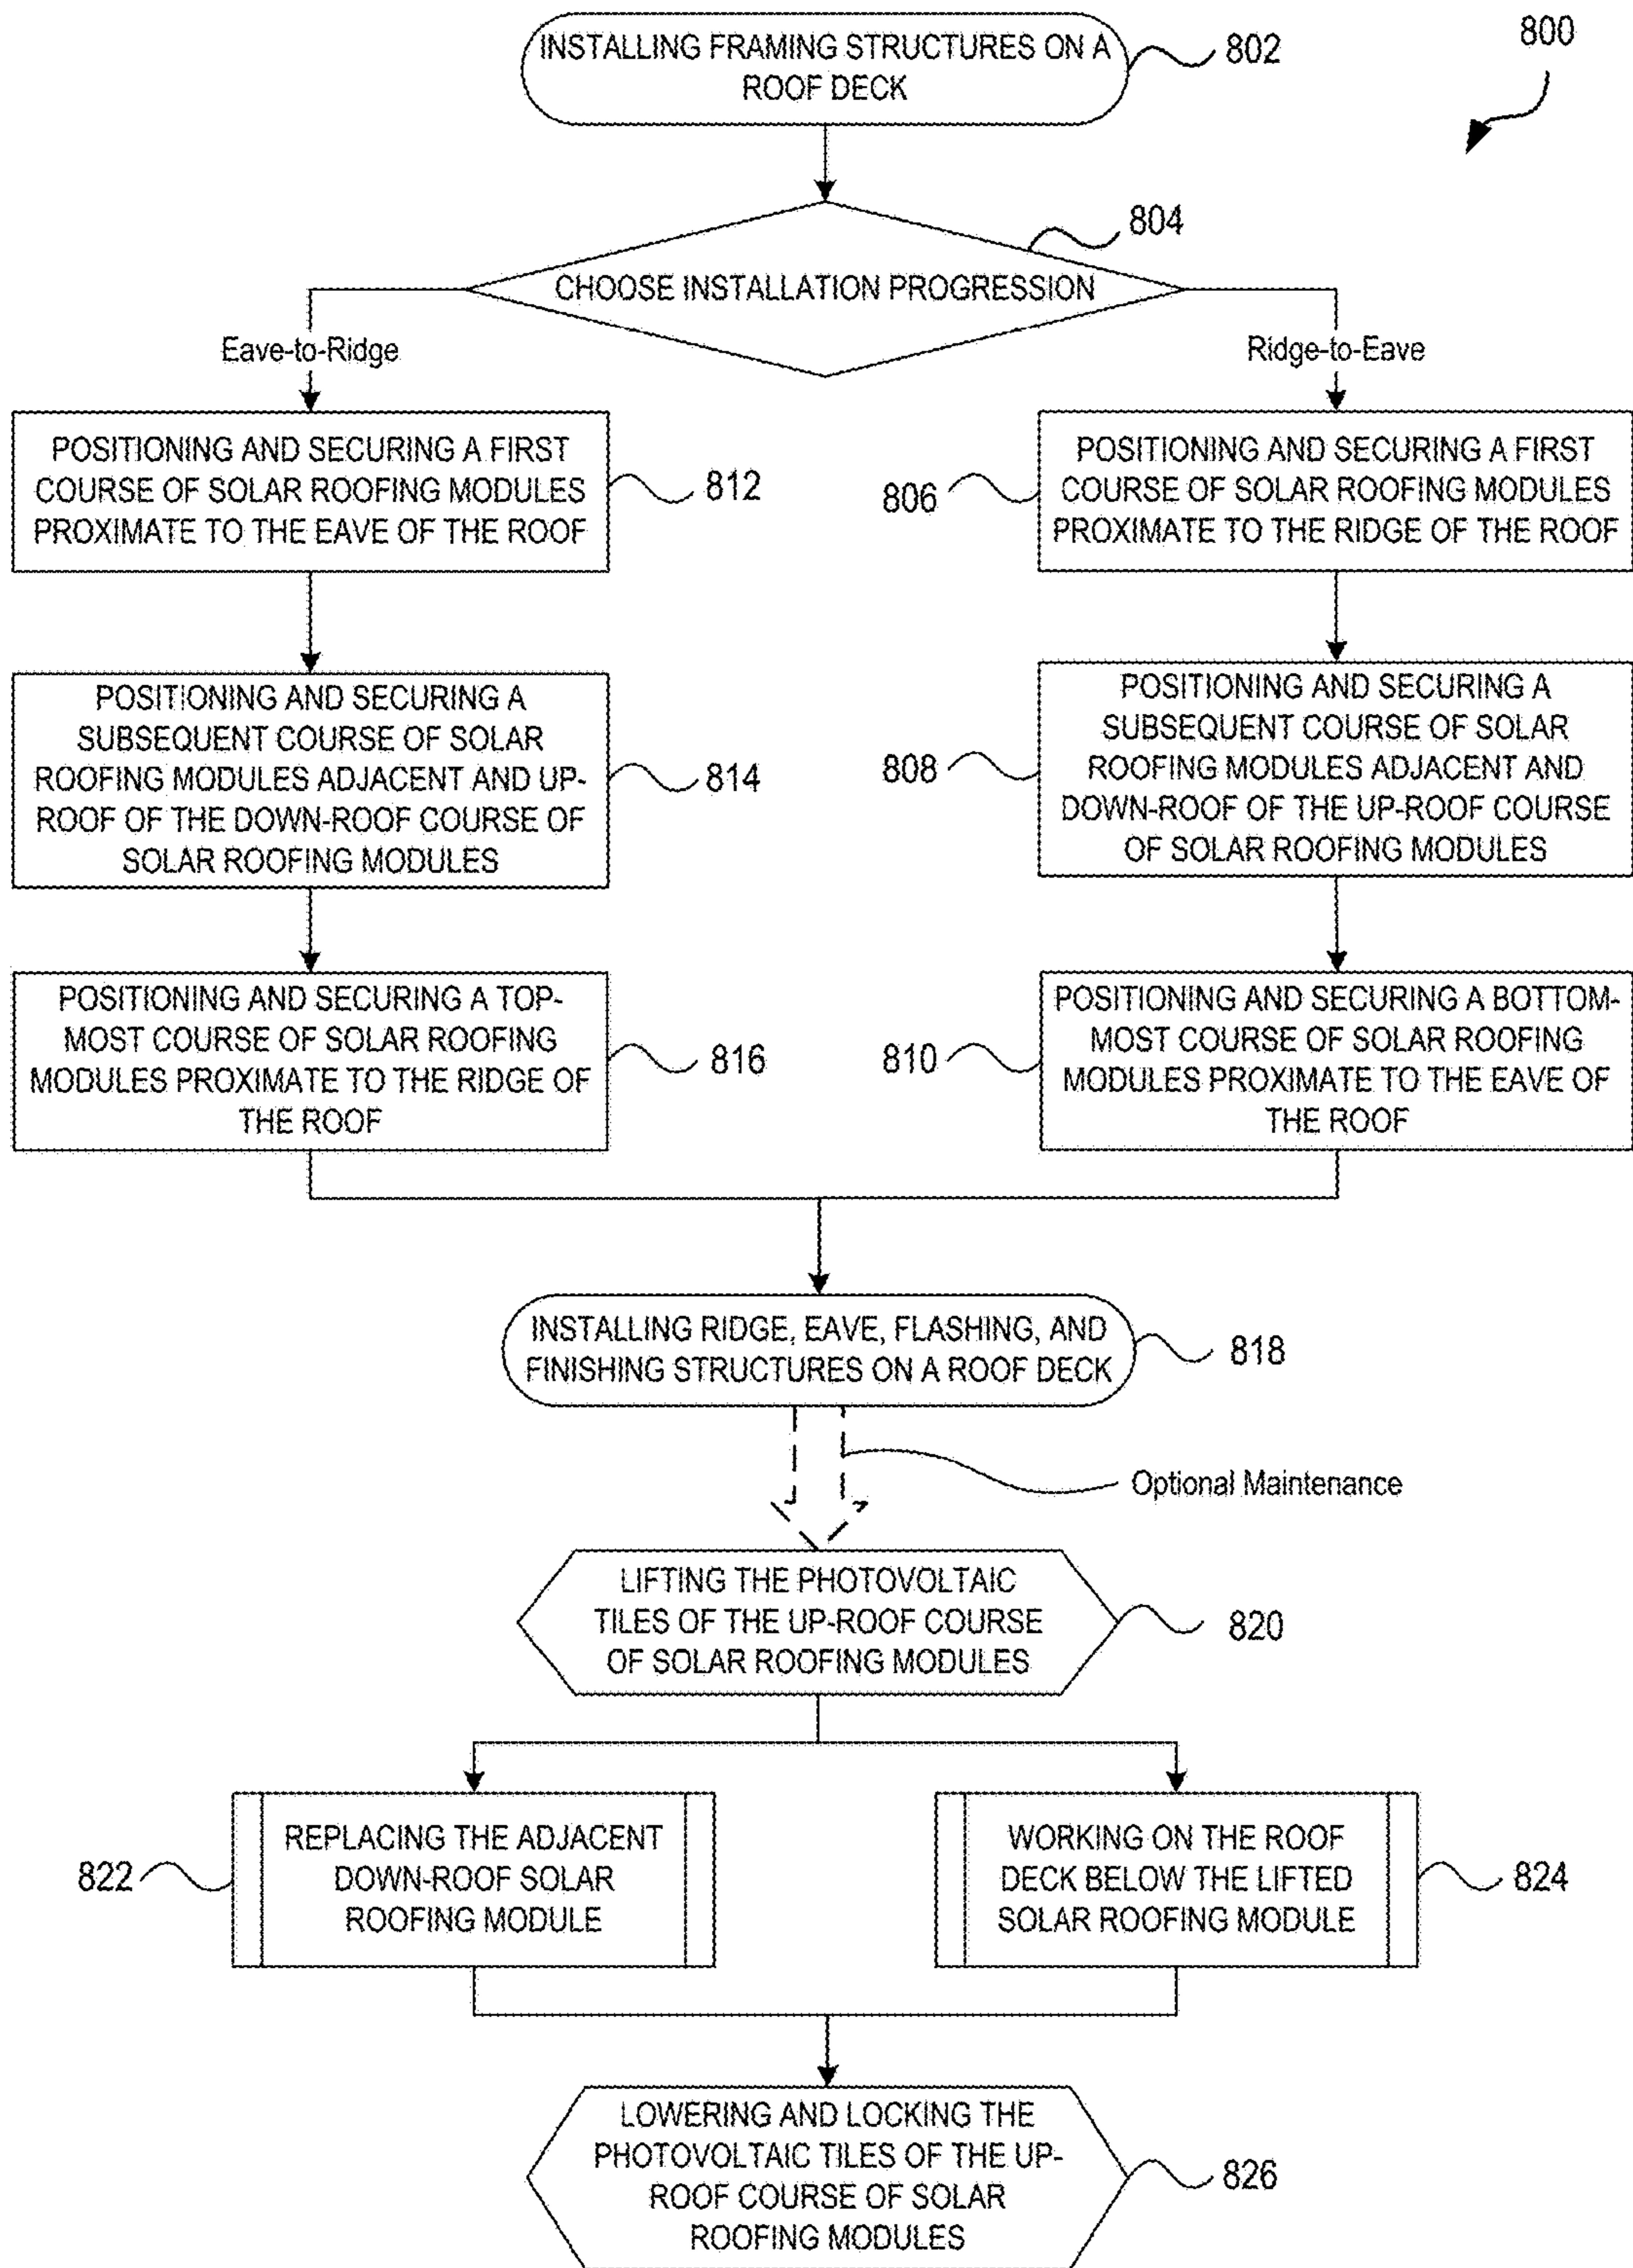 800
INSTALLING FRAMING STRUCTURES ON A
ROOF DECK
802
804
CHOOSE INSTALLATION PROGRESSION
Eave-to-Ridge
Ridge-to-Eave
POSITIONING AND SECURING A FIRST
COURSE OF SOLAR ROOFING MODULES
PROXIMATE TO THE EAVE OF THE ROOF
812
806
POSITIONING AND SECURING A FIRST
COURSE OF SOLAR ROOFING MODULES
PROXIMATE TO THE RIDGE OF THE ROOF
POSITIONING AND SECURING A
SUBSEQUENT COURSE OF SOLAR
ROOFING MODULES ADJACENT AND UP-
ROOF OF THE DOWN-ROOF COURSE OF
SOLAR ROOFING MODULES
814
808
POSITIONING AND SECURING A
SUBSEQUENT COURSE OF SOLAR
ROOFING MODULES ADJACENT AND
DOWN-ROOF OF THE UP-ROOF COURSE
OF SOLAR ROOFING MODULES
POSITIONING AND SECURING A TOP-
MOST COURSE OF SOLAR ROOFING
MODULES PROXIMATE TO THE RIDGE OF
THE ROOF
816
810
POSITIONING AND SECURING A BOTTOM-
MOST COURSE OF SOLAR ROOFING
MODULES PROXIMATE TO THE EAVE OF
THE ROOF
INSTALLING RIDGE, EAVE, FLASHING, AND
FINISHING STRUCTURES ON A ROOF DECK
818
Optional Maintenance
LIFTING THE PHOTOVOLTAIC
TILES OF THE UP-ROOF COURSE
OF SOLAR ROOFING MODULES
820
822
REPLACING THE ADJACENT
DOWN-ROOF SOLAR
ROOFING MODULE
WORKING ON THE ROOF
DECK BELOW THE LIFTED
SOLAR ROOFING MODULE
824
LOWERING AND LOCKING THE
PHOTOVOLTAIC TILES OF THE UP-
ROOF COURSE OF SOLAR
ROOFING MODULES
826